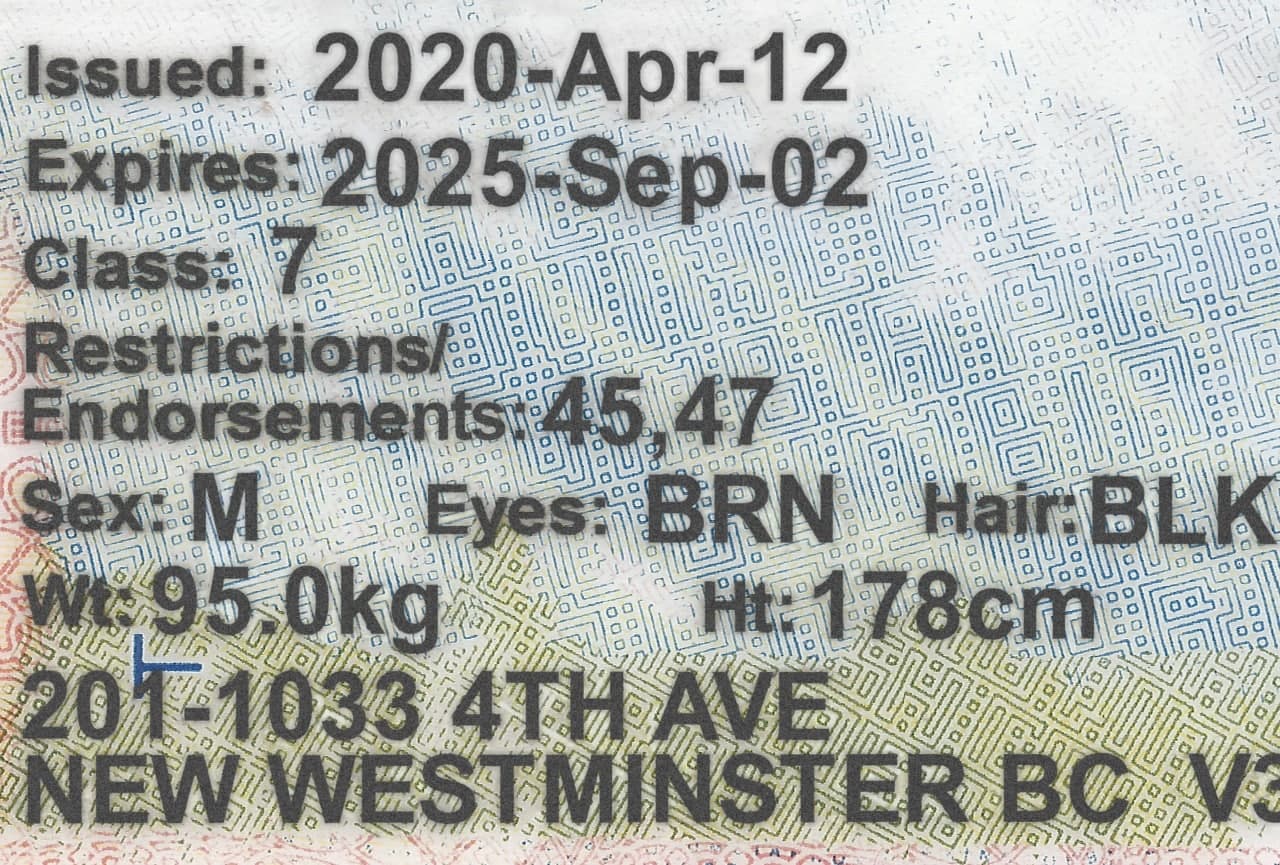 Issued: 2020-Apr-12
Expires: 2025-Sep-02
Class: 7
Restrictions/
Endorsements: 45,47
Sex: M Eyes: BRN Hair: BLK
Wt: 95.0kg Ht: 178cm
201-1033 4TH AVE
NEW WESTMINSTER BC V3